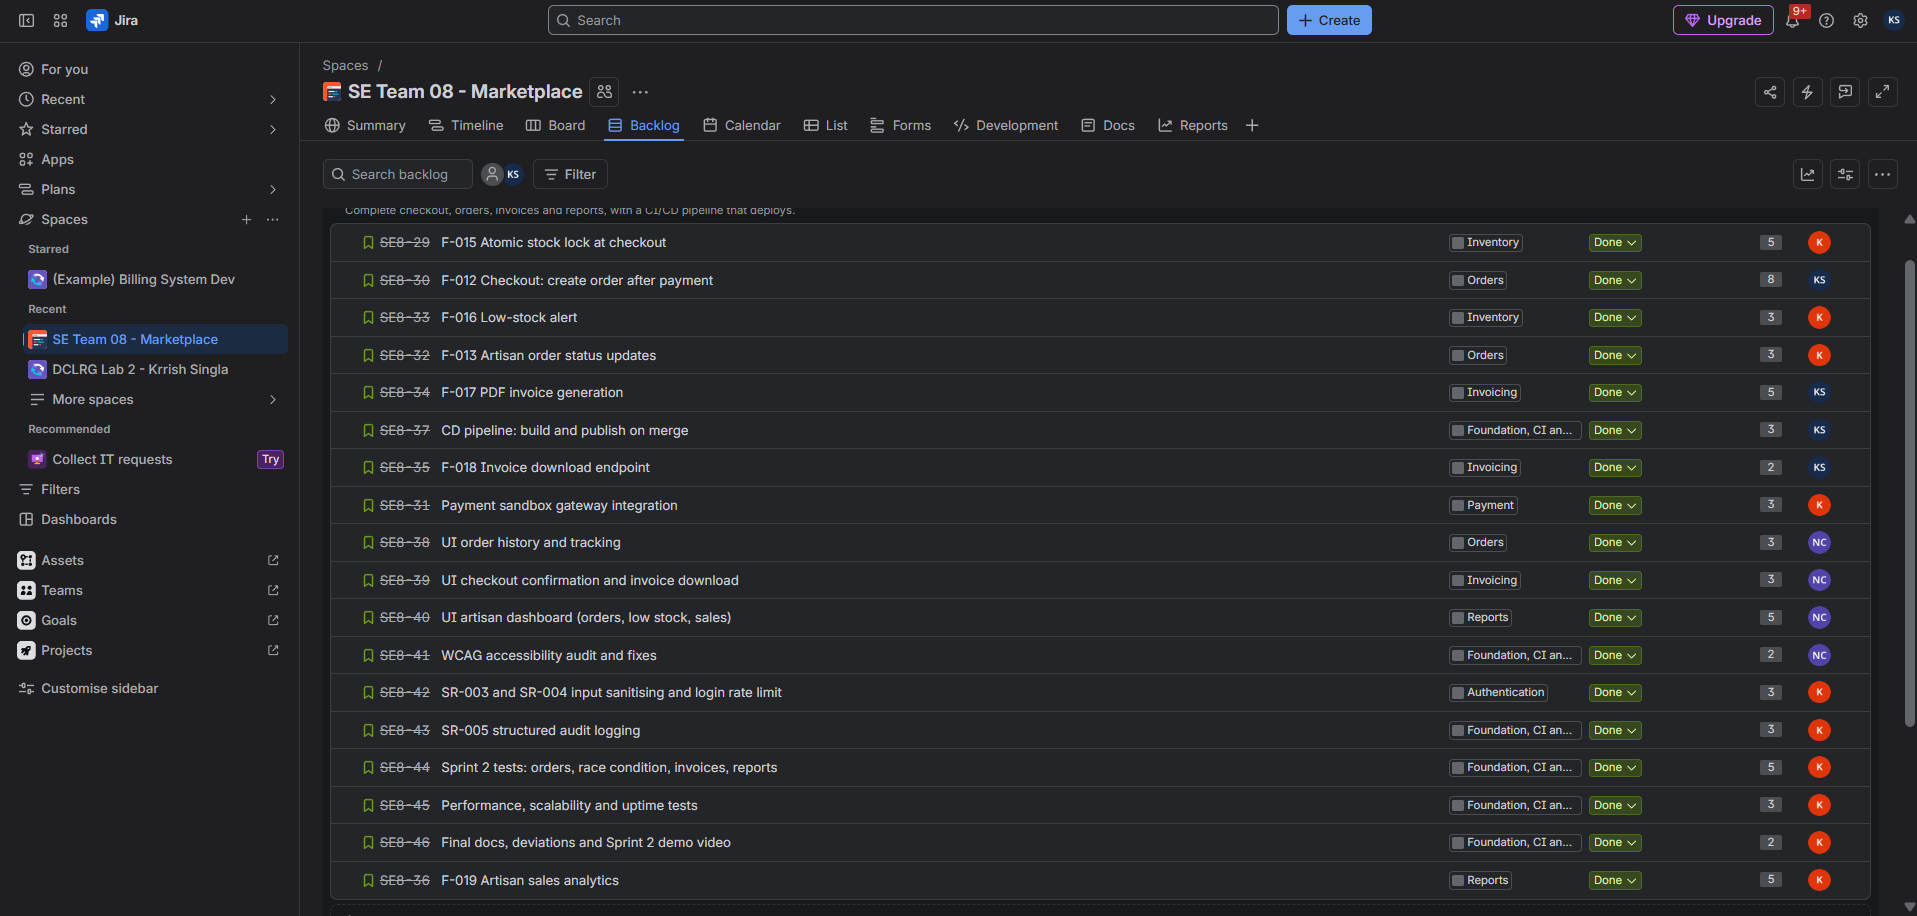 Jira
Search
Create
Upgrade
9+
KS
For you
Recent
Starred
Apps
Plans
Spaces
Starred
(Example) Billing System Dev
Recent
SE Team 08 - Marketplace
DCLRG Lab 2 - Krrish Singla
More spaces
Recommended
Collect IT requests Try
Filters
Dashboards
Assets
Teams
Goals
Projects
Customise sidebar
Spaces /
SE Team 08 - Marketplace
Summary Timeline Board Backlog Calendar List Forms Development Docs Reports
Search backlog KS Filter
Complete checkout, orders, invoices and reports, with a CI/CD pipeline that deploys.
SE8-29 F-015 Atomic stock lock at checkout Inventory Done 5 K
SE8-30 F-012 Checkout: create order after payment Orders Done 8 KS
SE8-33 F-016 Low-stock alert Inventory Done 3 K
SE8-32 F-013 Artisan order status updates Orders Done 3 K
SE8-34 F-017 PDF invoice generation Invoicing Done 5 KS
SE8-37 CD pipeline: build and publish on merge Foundation, CI an... Done 3 KS
SE8-35 F-018 Invoice download endpoint Invoicing Done 2 KS
SE8-31 Payment sandbox gateway integration Payment Done 3 K
SE8-38 UI order history and tracking Orders Done 3 NC
SE8-39 UI checkout confirmation and invoice download Invoicing Done 3 NC
SE8-40 UI artisan dashboard (orders, low stock, sales) Reports Done 5 NC
SE8-41 WCAG accessibility audit and fixes Foundation, CI an... Done 2 NC
SE8-42 SR-003 and SR-004 input sanitising and login rate limit Authentication Done 3 K
SE8-43 SR-005 structured audit logging Foundation, CI an... Done 3 K
SE8-44 Sprint 2 tests: orders, race condition, invoices, reports Foundation, CI an... Done 5 K
SE8-45 Performance, scalability and uptime tests Foundation, CI an... Done 3 K
SE8-46 Final docs, deviations and Sprint 2 demo video Foundation, CI an... Done 2 K
SE8-36 F-019 Artisan sales analytics Reports Done 5 K